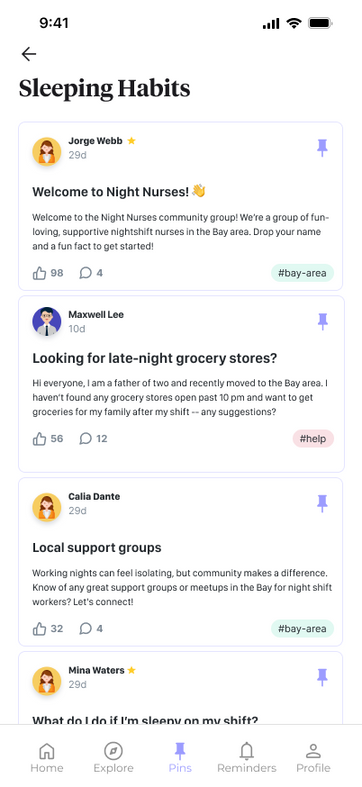 9:41
Sleeping Habits
Jorge Webb
29d
Welcome to Night Nurses! 👋
Welcome to the Night Nurses community group! We're a group of fun-
loving, supportive nightshift nurses in the Bay area. Drop your name
and a fun fact to get started!
98 4 #bay-area
Maxwell Lee
10d
Looking for late-night grocery stores?
Hi everyone, I am a father of two and recently moved to the Bay area. I
haven't found any grocery stores open past 10 pm and want to get
groceries for my family after my shift -- any suggestions?
56 12 #help
Calia Dante
29d
Local support groups
Working nights can feel isolating, but community makes a difference.
Know of any great support groups or meetups in the Bay for night shift
workers? Let's connect!
32 4 #bay-area
Mina Waters
29d
What do I do if I'm sleepy on my shift?
Home Explore Pins Reminders Profile